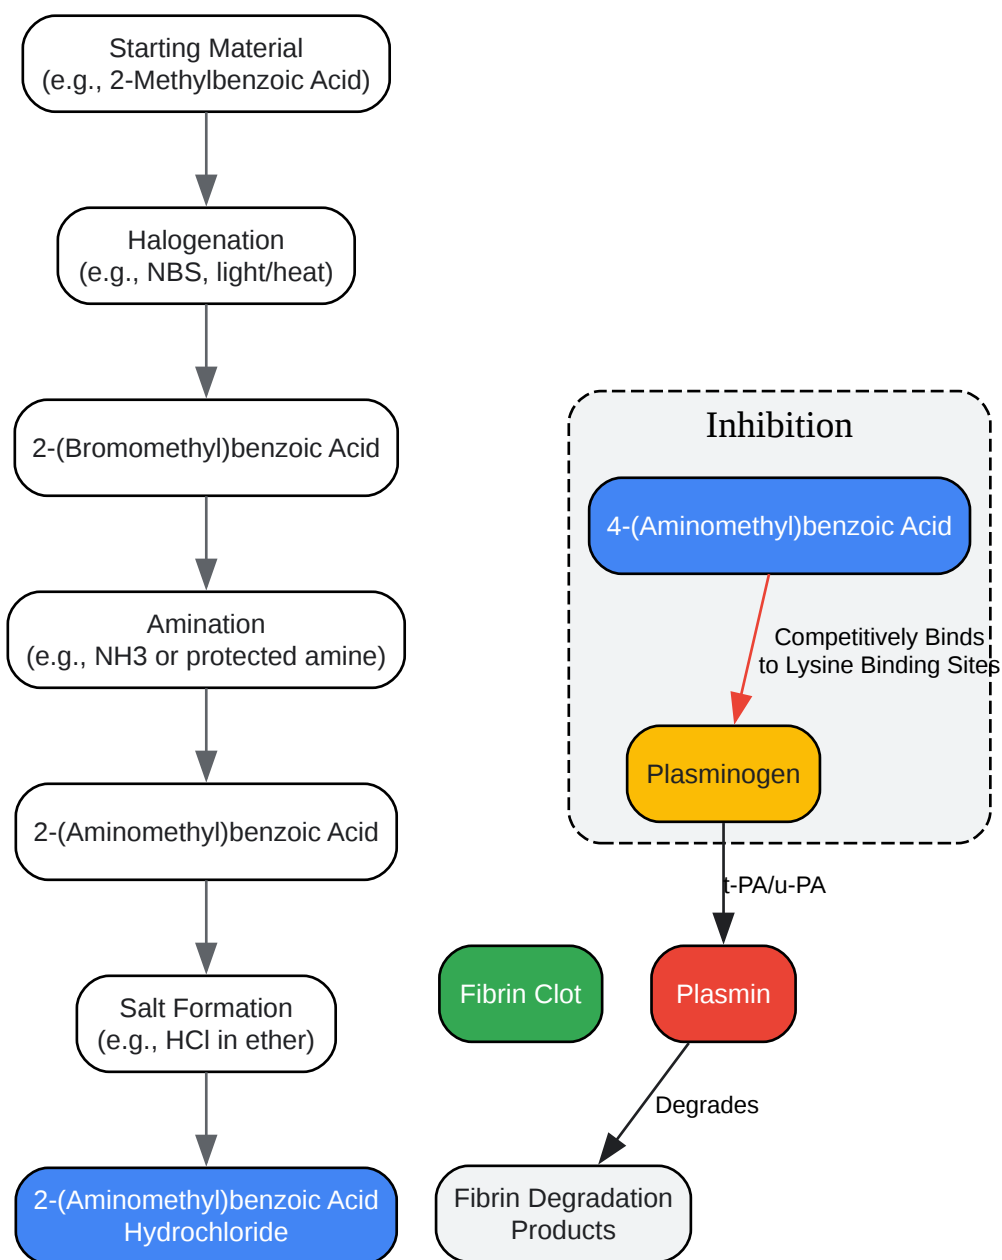 Starting Material
(e.g., 2-Methylbenzoic Acid)
Halogenation
(e.g., NBS, light/heat)
2-(Bromomethyl)benzoic Acid
Amination
(e.g., NH3 or protected amine)
2-(Aminomethyl)benzoic Acid
Salt Formation
(e.g., HCl in ether)
2-(Aminomethyl)benzoic Acid
Hydrochloride
Inhibition
4-(Aminomethyl)benzoic Acid
Competitively Binds
to Lysine Binding Sites
Plasminogen
t-PA/u-PA
Fibrin Clot
Plasmin
Degrades
Fibrin Degradation
Products